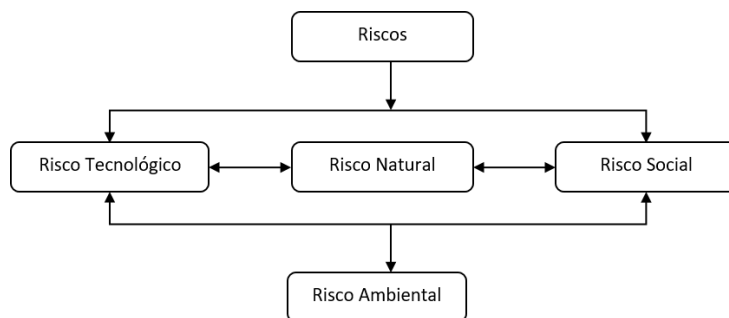 Riscos
Risco Tecnológico
Risco Natural
Risco Social
Risco Ambiental